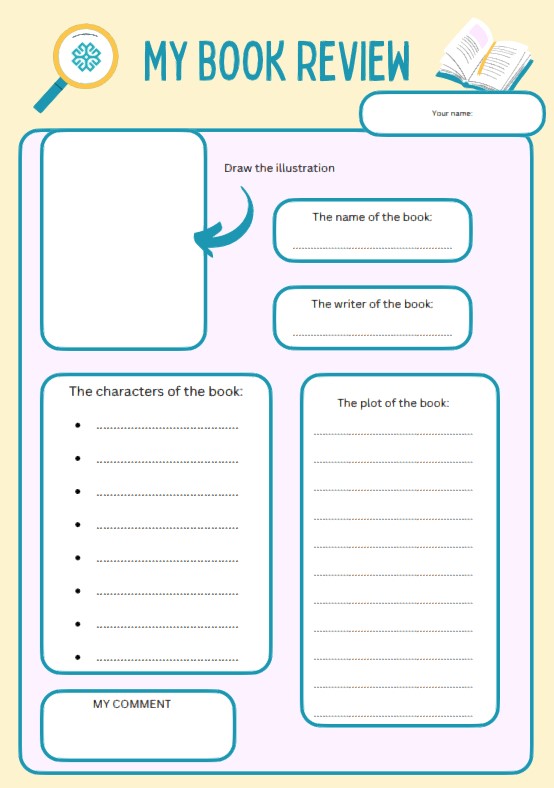 MY BOOK REVIEW
Your name:
Draw the illustration
The name of the book:
The writer of the book:
The characters of the book:
The plot of the book:
MY COMMENT